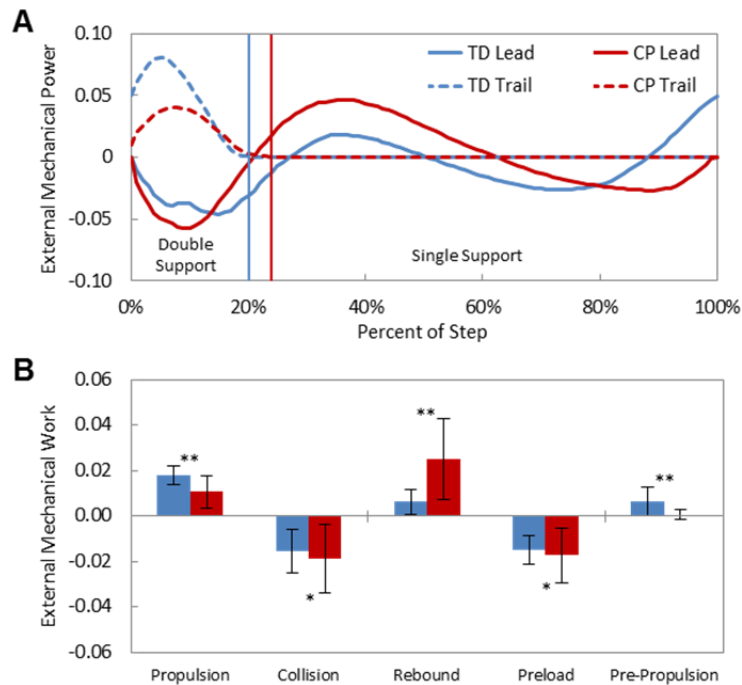 A
0.10
TD Lead
CP Lead
TD Trail
CP Trail
0.05
0
-0.05
-0.10
External Mechanical Power
Double
Support
Single Support
0%
20%
40%
60%
80%
100%
Percent of Step
B
0.06
0.04
0.02
0.00
-0.02
-0.04
-0.06
External Mechanical Work
**
*
**
*
**
Propulsion
Collision
Rebound
Preload
Pre-Propulsion